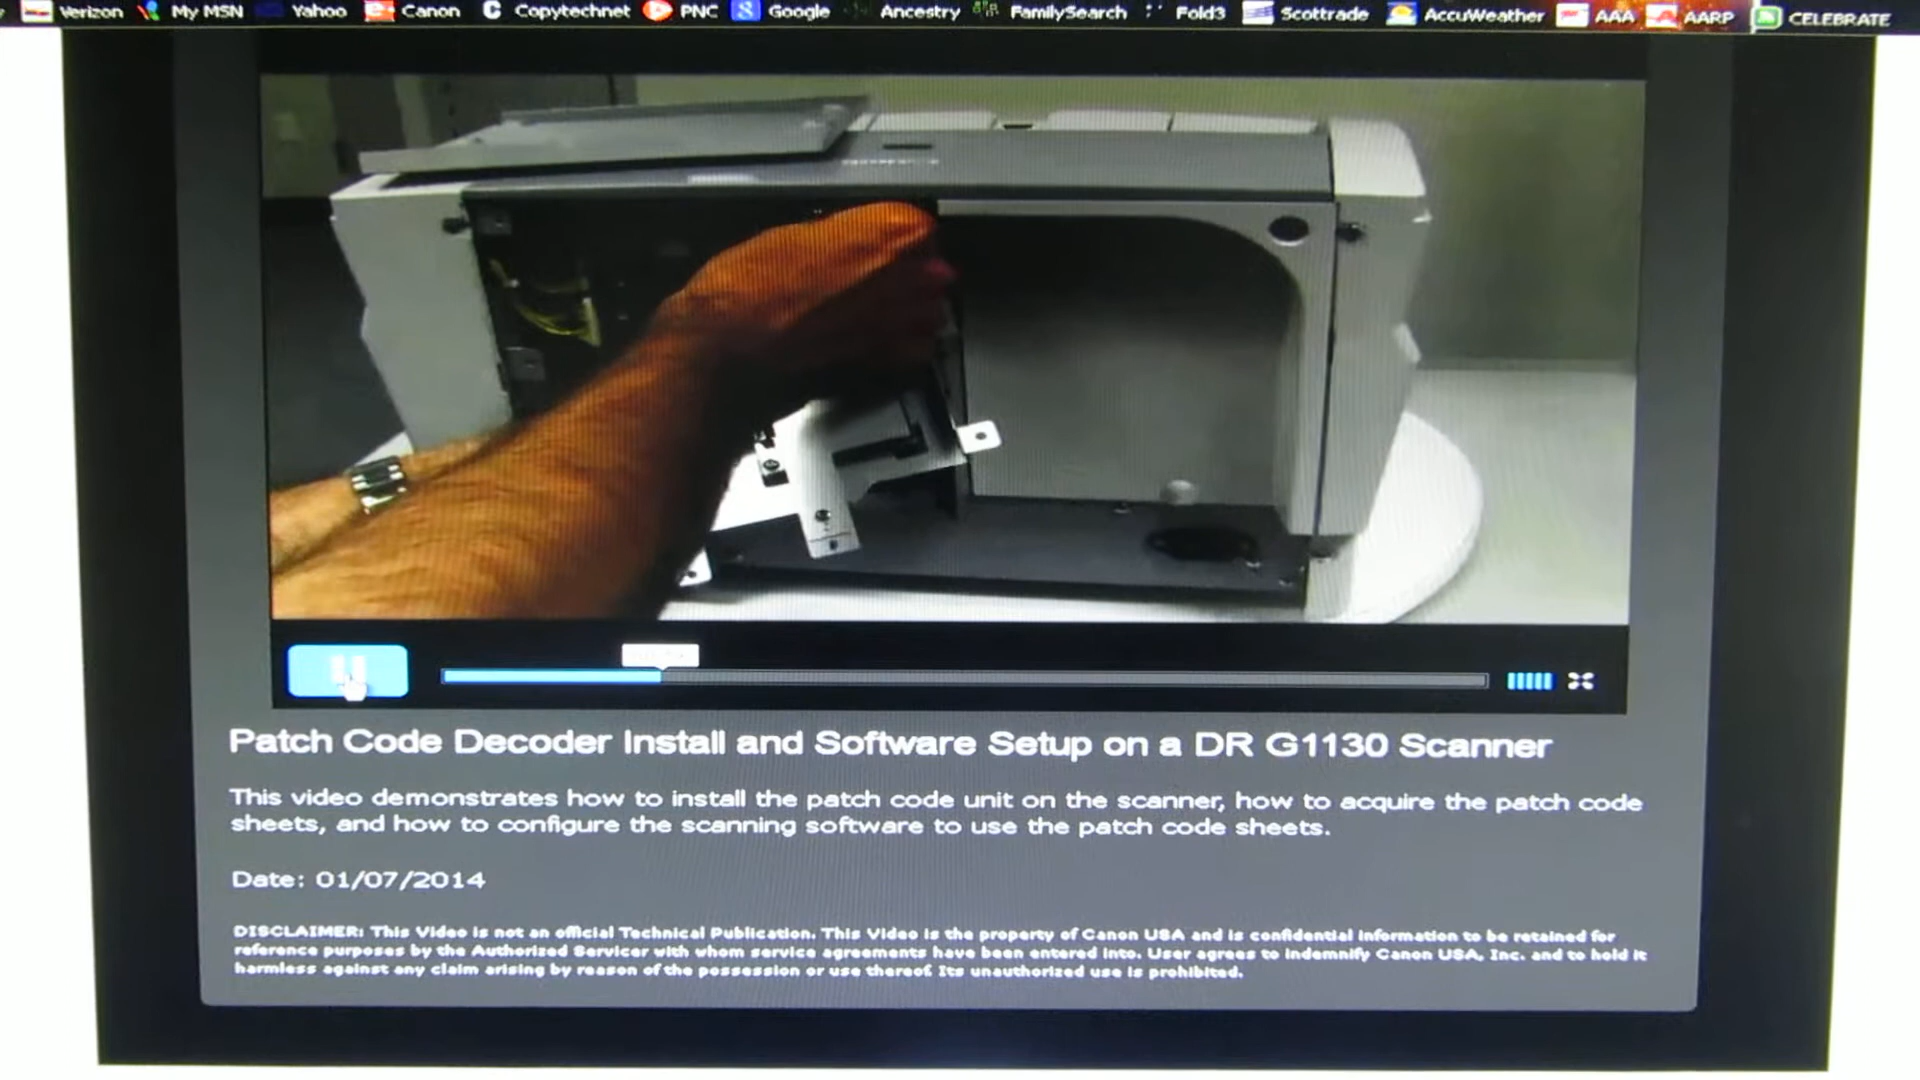 Verizon My MSN Yahoo Canon Copytechnet PNC Google Ancestry FamilySearch Fold3 Scottrade AccuWeather AAA AARP CELEBRATE
Patch Code Decoder Install and Software Setup on a DR G1130 Scanner
This video demonstrates how to install the patch code unit on the scanner, how to acquire the patch code
sheets, and how to configure the scanning software to use the patch code sheets.
Date: 01/07/2014
DISCLAIMER: This Video is not an official Technical Publication. This Video is the property of Canon USA and is confidential information to be retained for
reference purposes by the Authorized Servicer with whom service agreements have been entered into. User agrees to indemnify Canon USA, Inc. and to hold it
harmless against any claim arising by reason of the possession or use thereof. Its unauthorized use is prohibited.